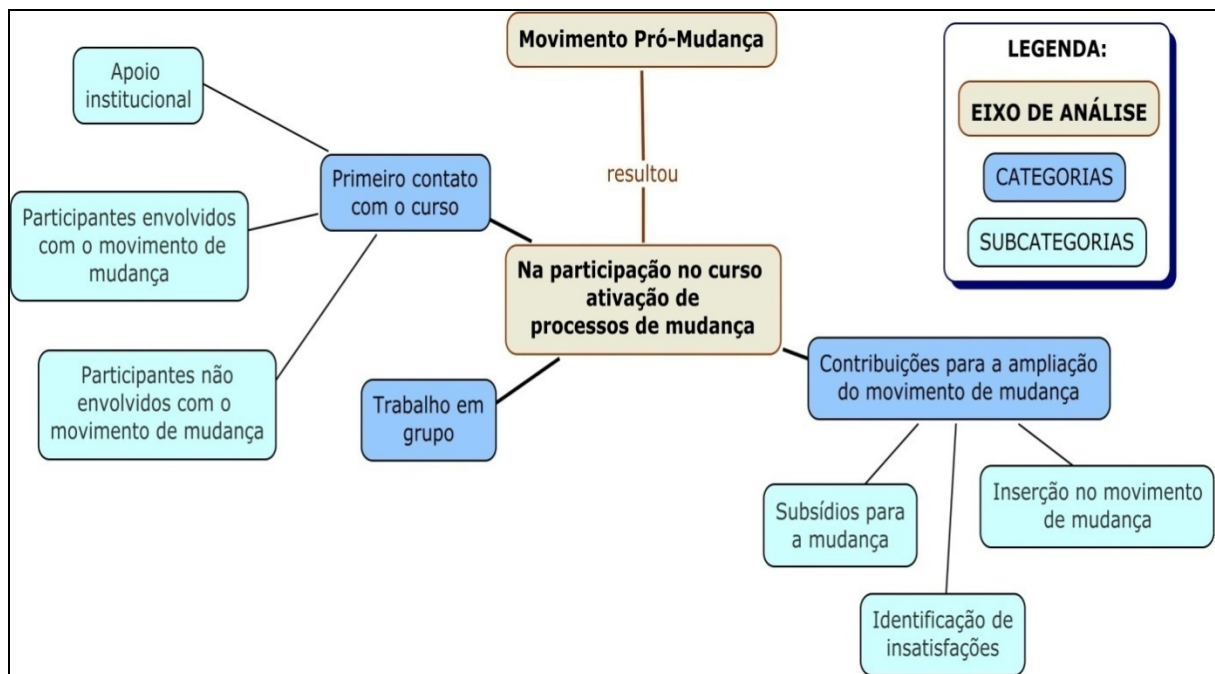 Movimento Pró-Mudança
LEGENDA:
EIXO DE ANÁLISE
CATEGORIAS
SUBCATEGORIAS
Apoio
institucional
Primeiro contato
com o curso
resultou
Participantes envolvidos
com o movimento de
mudança
Na participação no curso
ativação de
processos de mudança
Participantes não
envolvidos com o
movimento de mudança
Trabalho em
grupo
Contribuições para a ampliação
do movimento de mudança
Subsídios para
a mudança
Inserção no movimento
de mudança
Identificação de
insatisfações